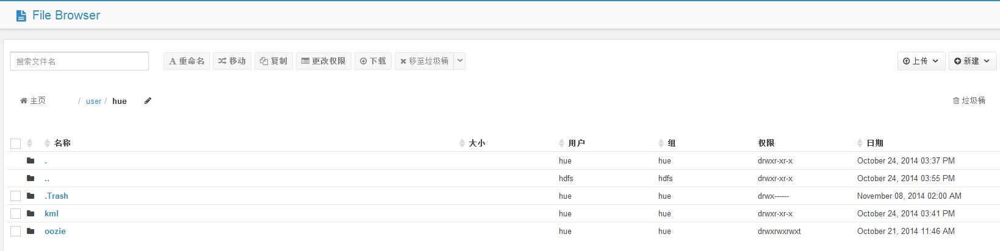 File Browser
搜索文件名 重命名 移动 复制 更改权限 下载 移至垃圾桶 上传 新建
主页 / user / hue 垃圾桶
名称 大小 用户 组 权限 日期
. hue hue drwxr-xr-x October 24, 2014 03:37 PM
.. hdfs hdfs drwxr-xr-x October 24, 2014 03:55 PM
.Trash hue hue drwx------ November 08, 2014 02:00 AM
kml hue hue drwxr-xr-x October 24, 2014 03:41 PM
oozie hue hue drwxrwxrwxt October 21, 2014 11:46 AM